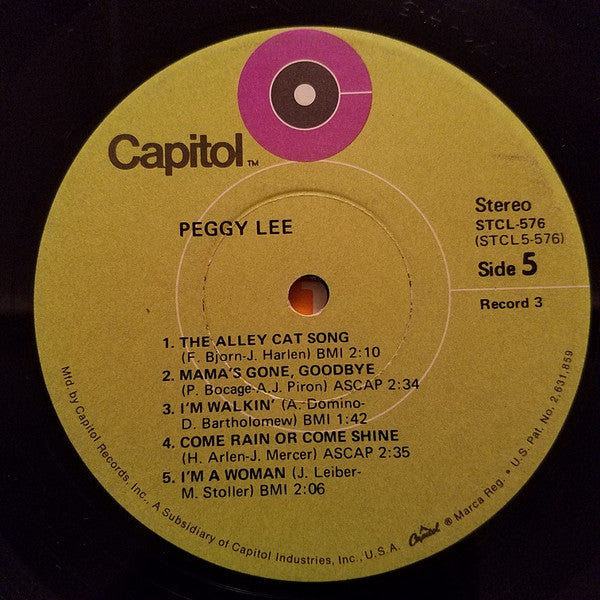 Capitol™
PEGGY LEE
Stereo
STCL-576
(STCL5-576)
Side 5
Record 3
1. THE ALLEY CAT SONG
(F. Bjorn-J. Harlen) BMI 2:10
2. MAMA'S GONE, GOODBYE
(P. Bocage-A.J. Piron) ASCAP 2:34
3. I'M WALKIN' (A. Domino-
D. Bartholomew) BMI 1:42
4. COME RAIN OR COME SHINE
(H. Arlen-J. Mercer) ASCAP 2:35
5. I'M A WOMAN (J. Leiber-
M. Stoller) BMI 2:06
Mfd. by Capitol Records, Inc., A Subsidiary of Capitol Industries, Inc., U.S.A. Capitol ® Marca Reg. • U.S. Pat. No. 2,631,859